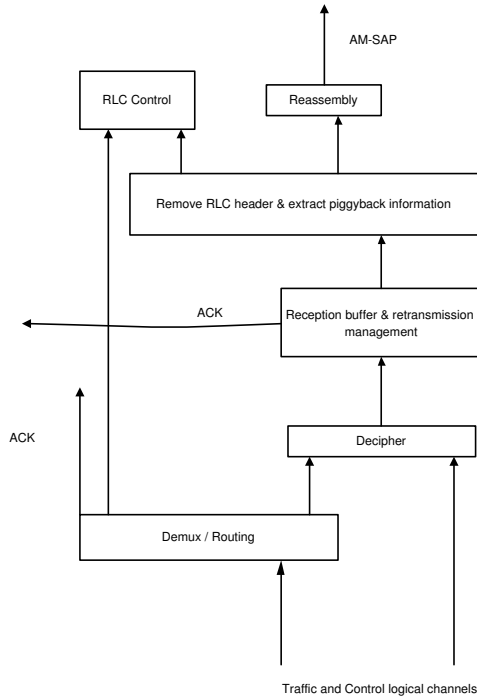 AM-SAP
RLC Control
Reassembly
Remove RLC header & extract piggyback information
ACK
Reception buffer & retransmission
management
ACK
Decipher
Demux / Routing
Traffic and Control logical channels